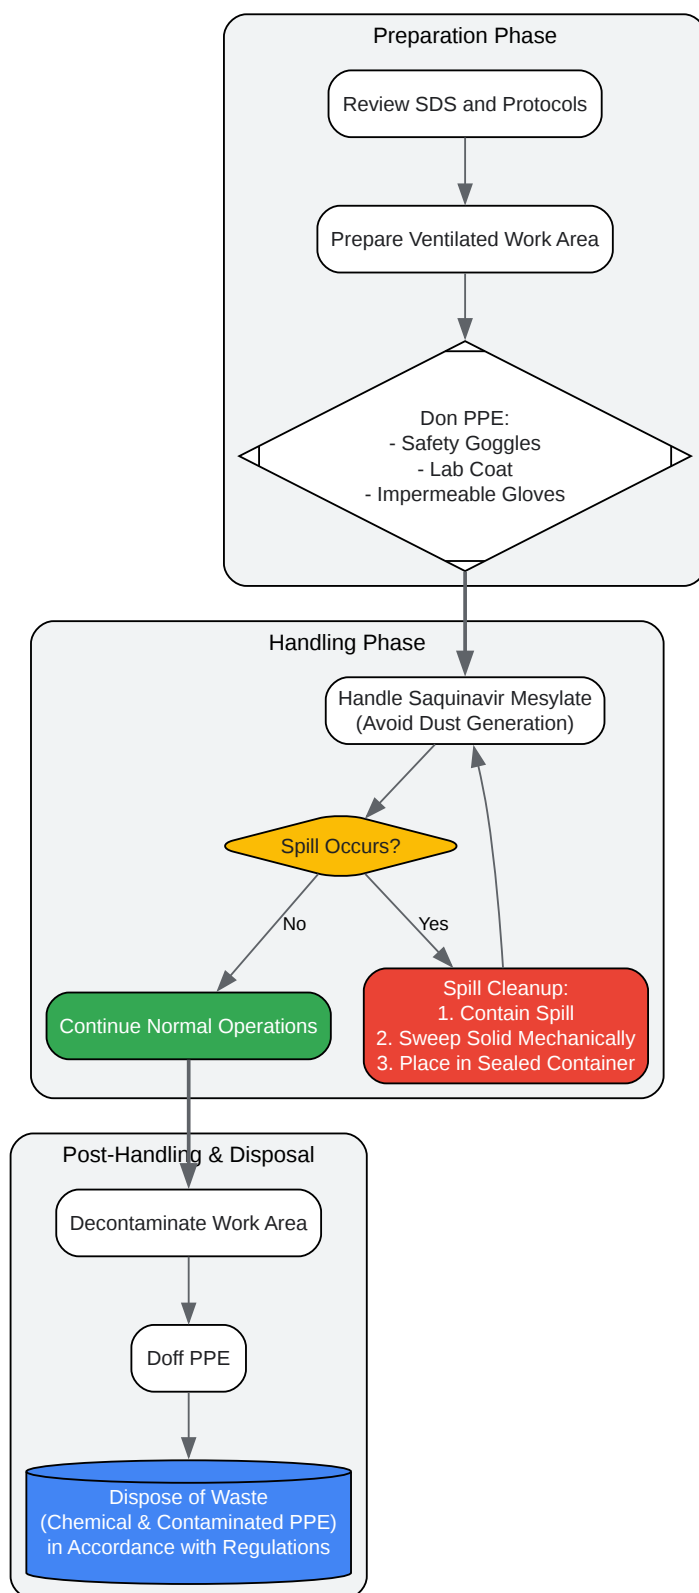 Preparation Phase
Review SDS and Protocols
Prepare Ventilated Work Area
Don PPE:
- Safety Goggles
- Lab Coat
- Impermeable Gloves
Handling Phase
Handle Saquinavir Mesylate
(Avoid Dust Generation)
Spill Occurs?
No
Yes
Continue Normal Operations
Spill Cleanup:
1. Contain Spill
2. Sweep Solid Mechanically
3. Place in Sealed Container
Post-Handling & Disposal
Decontaminate Work Area
Doff PPE
Dispose of Waste
(Chemical & Contaminated PPE)
in Accordance with Regulations